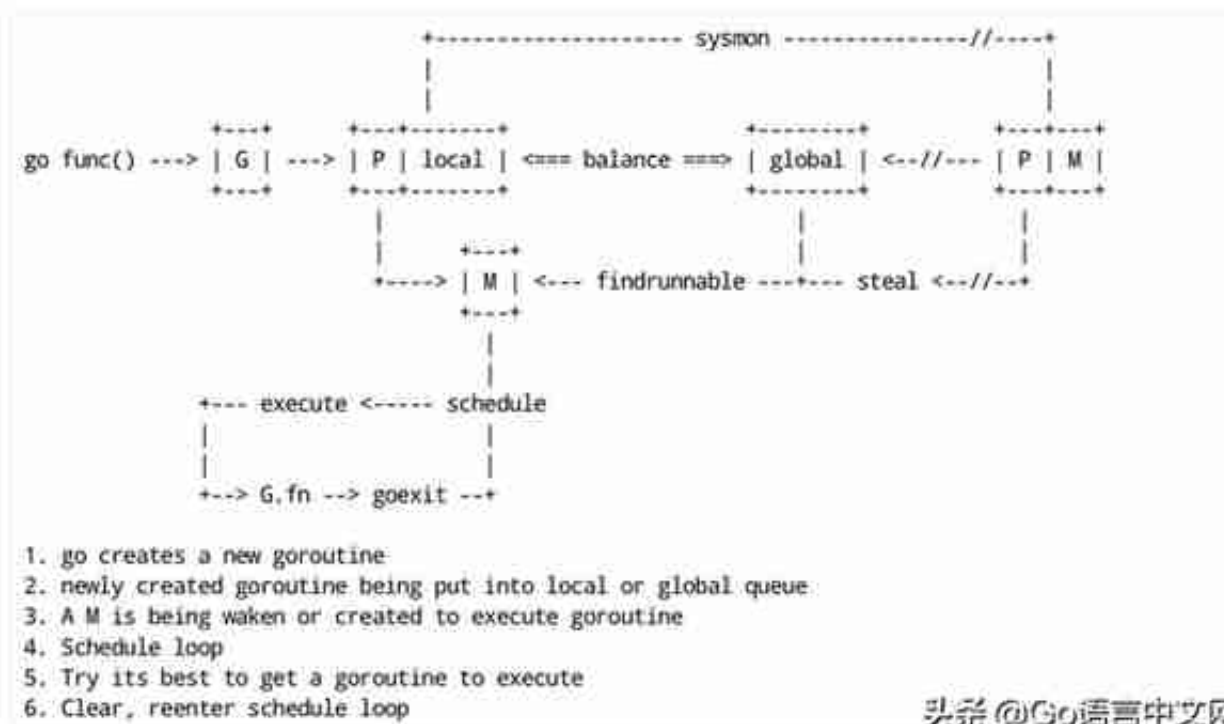 +--------------------- sysmon ---------------//----+
| |
| |
+---+ +---+-------+ +--------+ +---+---+
go func() ---> | G | ---> | P | local | <=== balance ===> | global | <--//--- | P | M |
+---+ +---+-------+ +--------+ +---+---+
| | |
| +---+ | |
+----> | M | <--- findrunnable ---+--- steal <--//--+
+---+
|
|
+--- execute <----- schedule
| |
| |
+--> G.fn --> goexit --+
1. go creates a new goroutine
2. newly created goroutine being put into local or global queue
3. A M is being waken or created to execute goroutine
4. Schedule loop
5. Try its best to get a goroutine to execute
6. Clear, reenter schedule loop
头条 @Go语言中文网